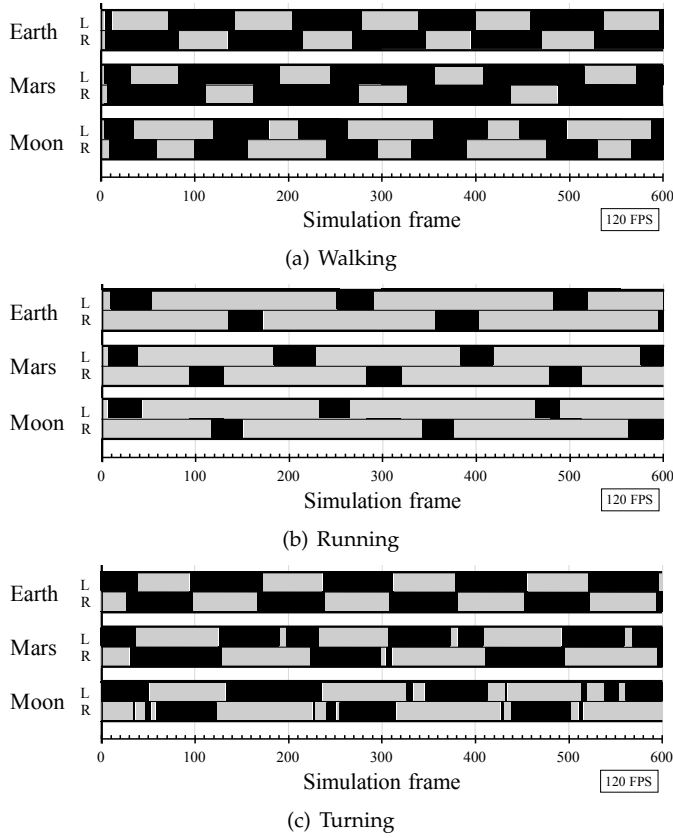 Earth L
R
Mars L
R
Moon L
R
0 100 200 300 400 500 600
Simulation frame
120 FPS
(a) Walking
Earth L
R
Mars L
R
Moon L
R
0 100 200 300 400 500 600
Simulation frame
120 FPS
(b) Running
Earth L
R
Mars L
R
Moon L
R
0 100 200 300 400 500 600
Simulation frame
120 FPS
(c) Turning